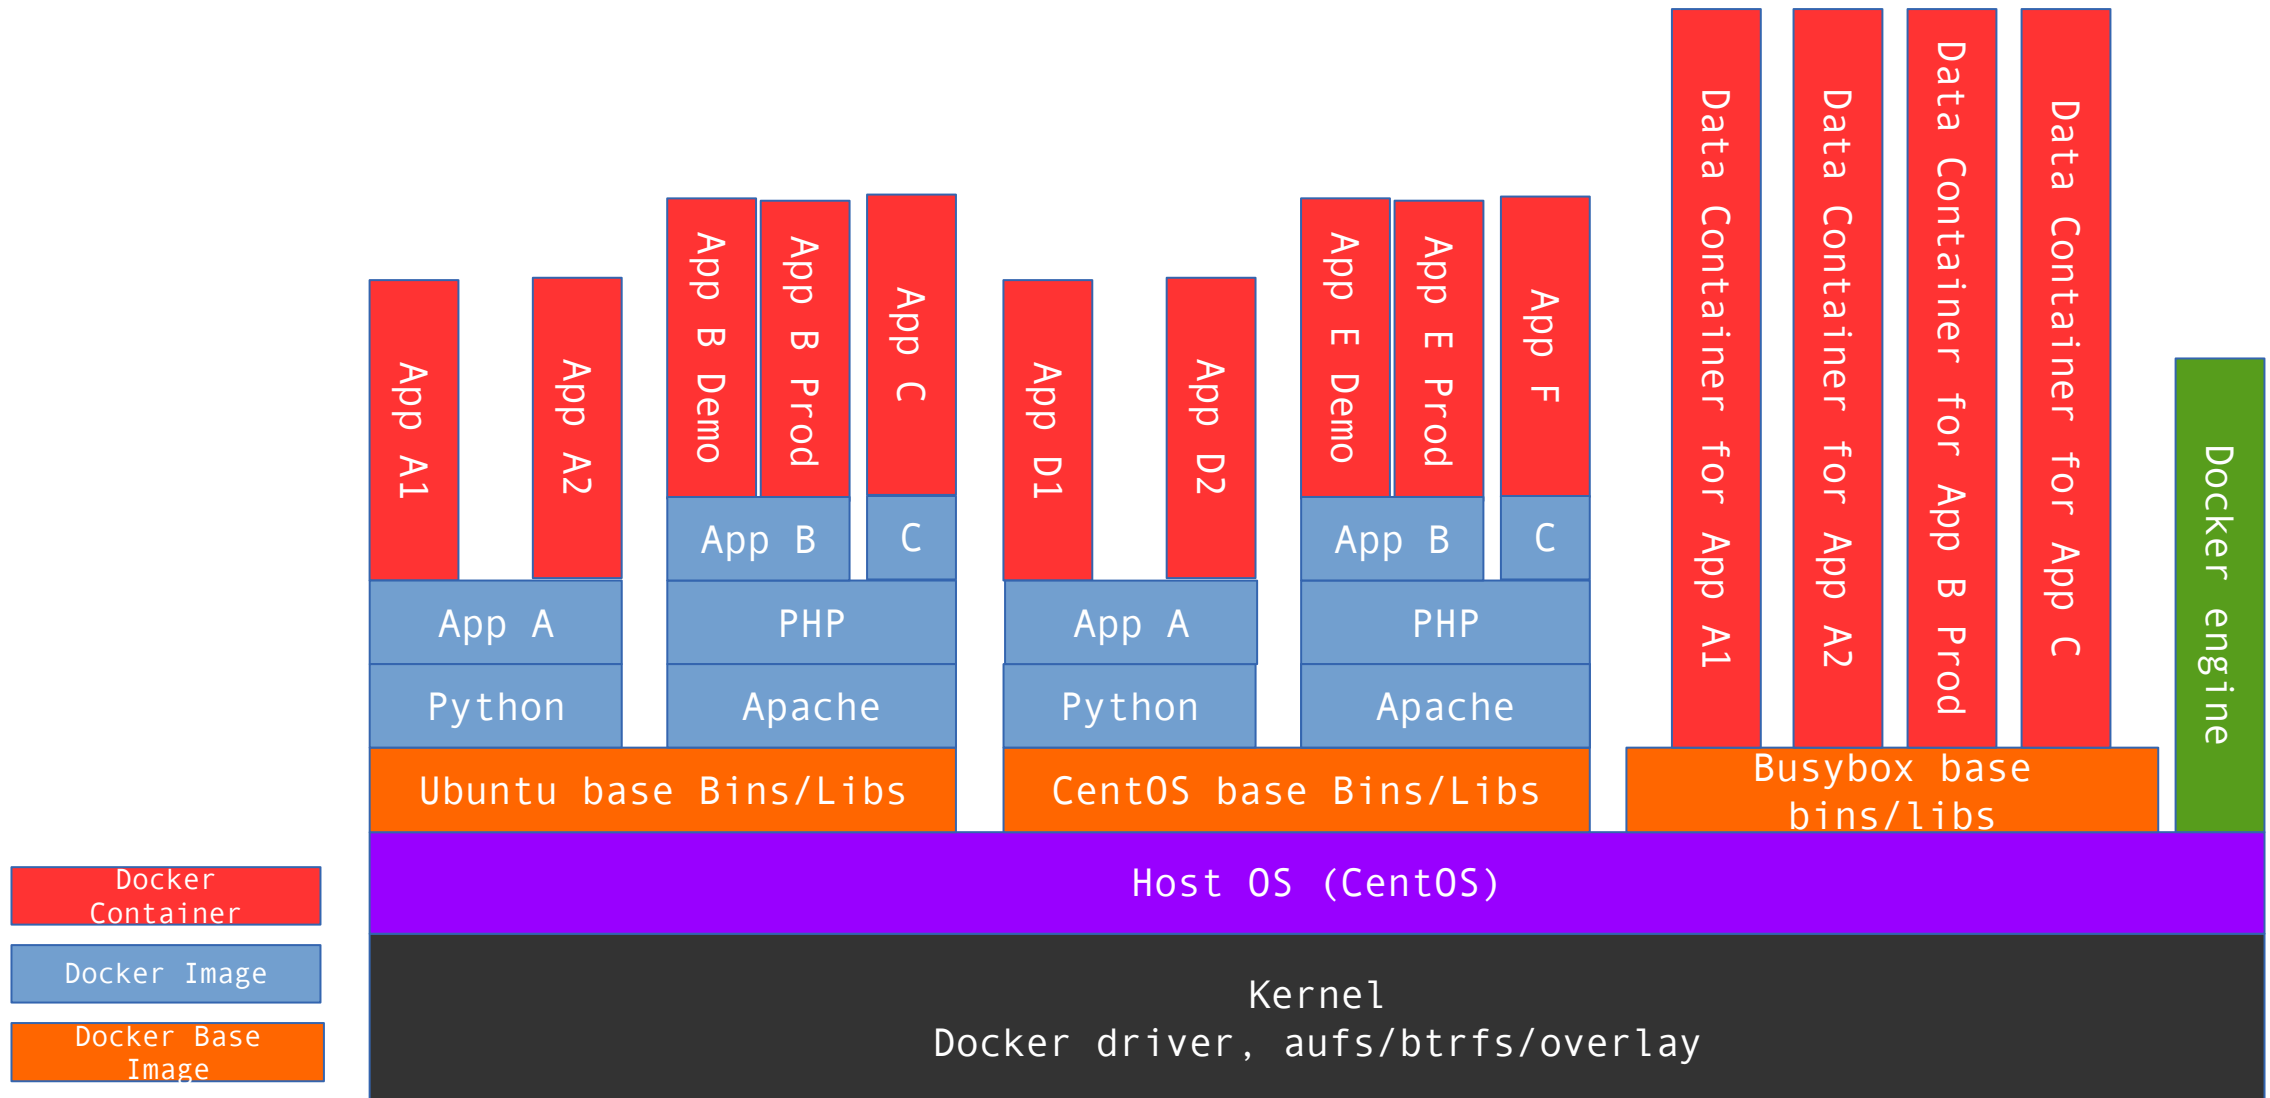 Data Container for App A1
Data Container for App A2
Data Container for App B Prod
Data Container for App C
App A1
App A2
App B Demo
App B Prod
App C
App D1
App D2
App E Demo
App E Prod
App F
Docker engine
App B
C
App B
C
App A
PHP
App A
PHP
Python
Apache
Python
Apache
Ubuntu base Bins/Libs
CentOS base Bins/Libs
Busybox base
bins/libs
Host OS (CentOS)
Kernel
Docker driver, aufs/btrfs/overlay
Docker
Container
Docker Image
Docker Base
Image